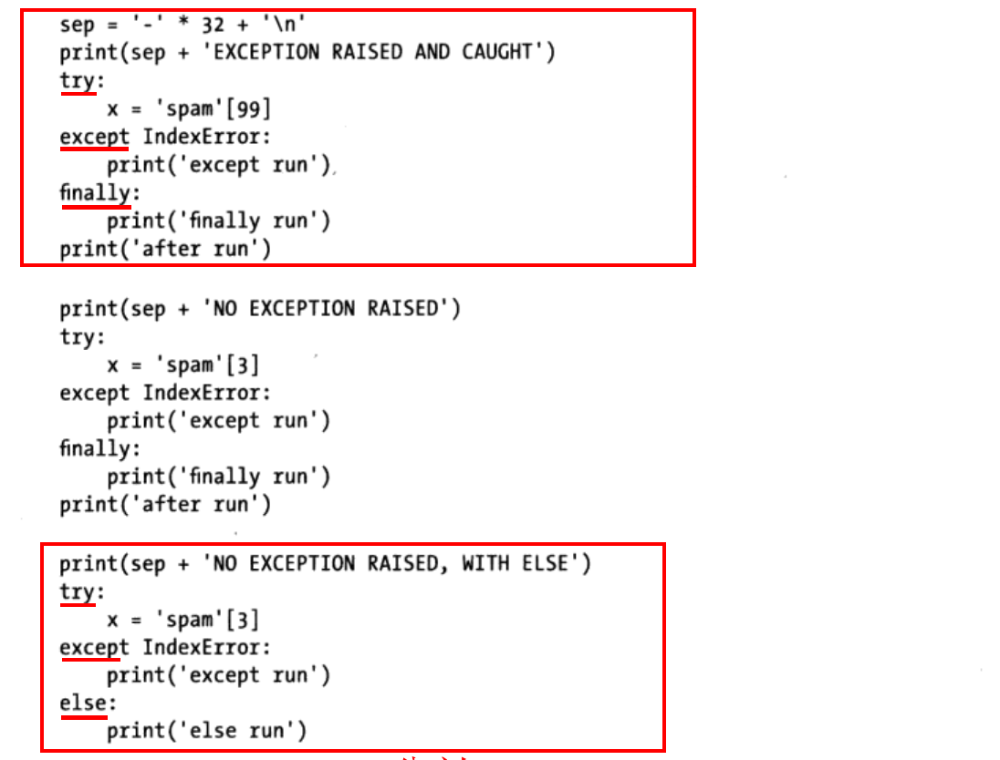 sep = '-' * 32 + '\n'
print(sep + 'EXCEPTION RAISED AND CAUGHT')
try:
    x = 'spam'[99]
except IndexError:
    print('except run')
finally:
    print('finally run')
print('after run')
print(sep + 'NO EXCEPTION RAISED')
try:
    x = 'spam'[3]
except IndexError:
    print('except run')
finally:
    print('finally run')
print('after run')
print(sep + 'NO EXCEPTION RAISED, WITH ELSE')
try:
    x = 'spam'[3]
except IndexError:
    print('except run')
else:
    print('else run')